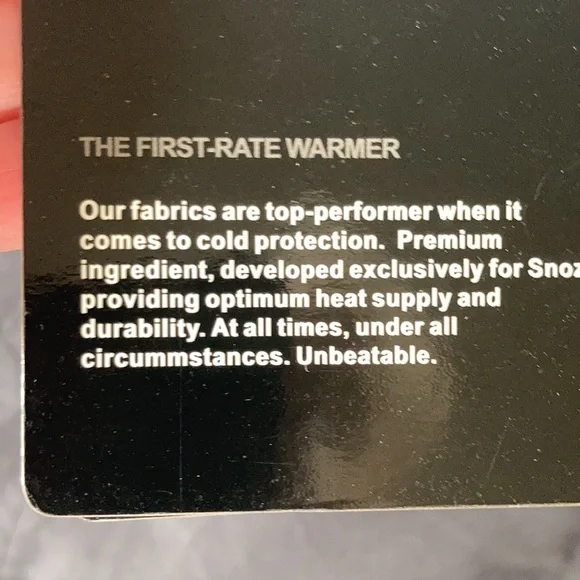 THE FIRST-RATE WARMER
Our fabrics are top-performer when it
comes to cold protection. Premium
ingredient, developed exclusively for Snoz
providing optimum heat supply and
durability. At all times, under all
circummstances. Unbeatable.